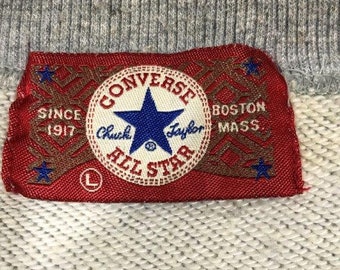 CONVERSE
SINCE
1917
Chuck Taylor
BOSTON
MASS.
ALL STAR
L